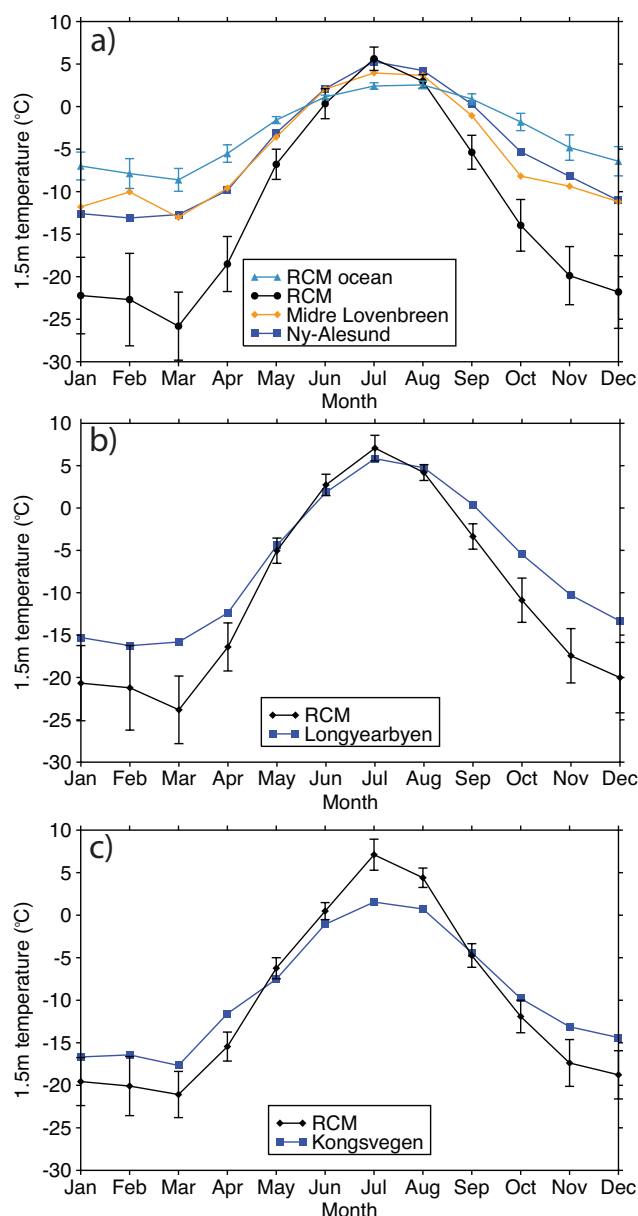 a)
10
5
0
-5
-10
-15
-20
-25
-30
1.5m temperature (°C)
RCM ocean
RCM
Midre Lovenbreen
Ny-Alesund
Jan Feb Mar Apr May Jun Jul Aug Sep Oct Nov Dec
Month
b)
10
5
0
-5
-10
-15
-20
-25
-30
1.5m temperature (°C)
RCM
Longyearbyen
Jan Feb Mar Apr May Jun Jul Aug Sep Oct Nov Dec
Month
c)
10
5
0
-5
-10
-15
-20
-25
-30
1.5m temperature (°C)
RCM
Kongsvegen
Jan Feb Mar Apr May Jun Jul Aug Sep Oct Nov Dec
Month